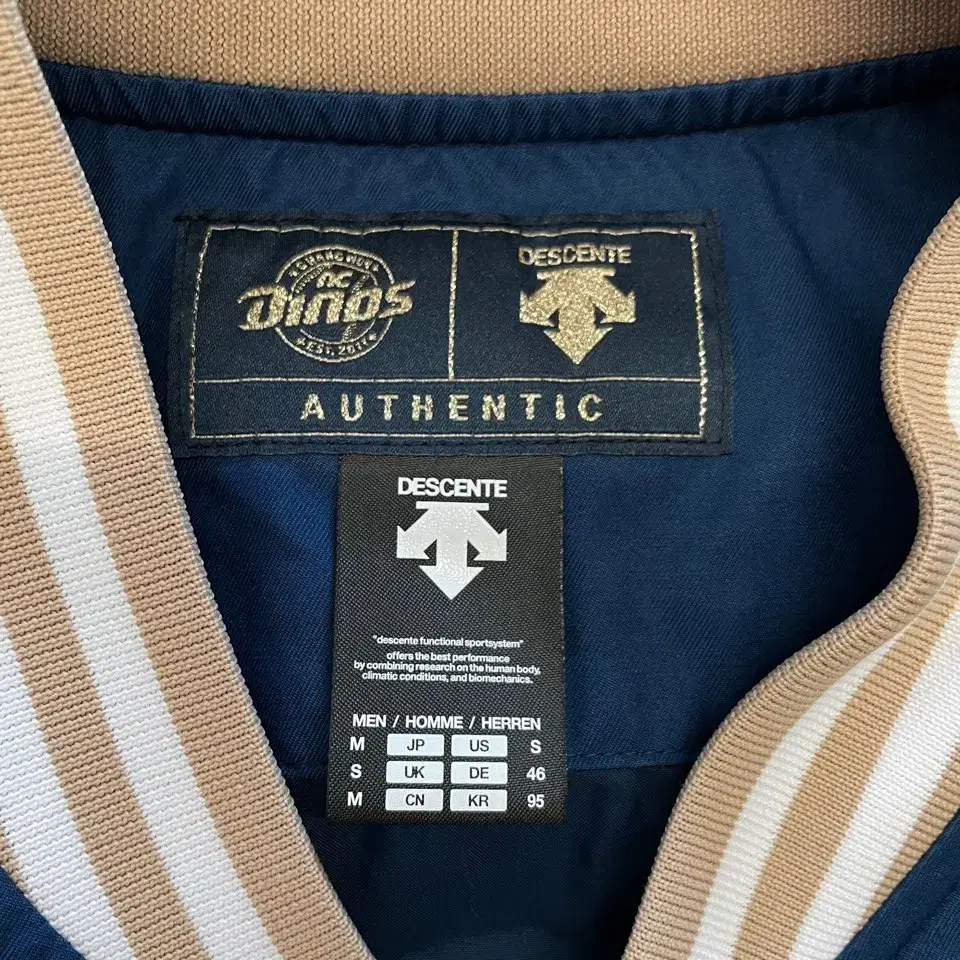 CHANGWON
NC
DINOS
EST. 2011
DESCENTE
AUTHENTIC
DESCENTE
"descente functional sportsystem"
offers the best performance
by combining research on the human body,
climatic conditions, and biomechanics.
MEN / HOMME / HERREN
M JP US S
S UK DE 46
M CN KR 95